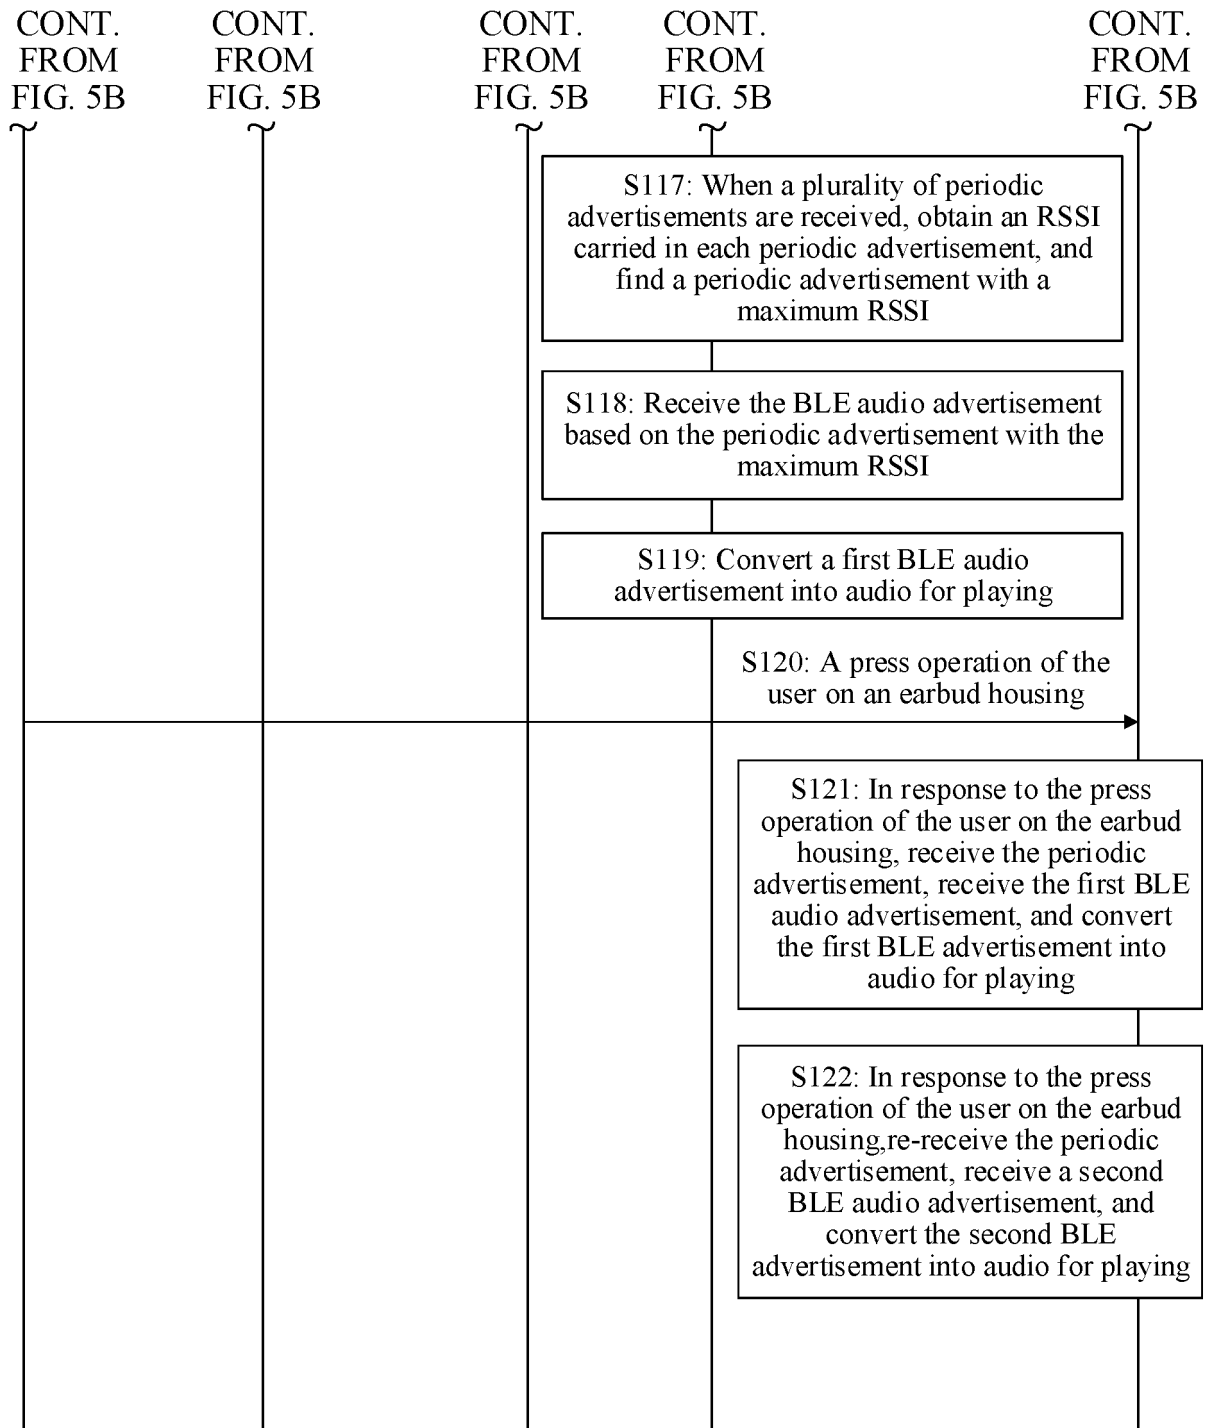 CONT.
FROM
FIG. 5B
CONT.
FROM
FIG. 5B
CONT.
FROM
FIG. 5B
CONT.
FROM
FIG. 5B
CONT.
FROM
FIG. 5B
S117: When a plurality of periodic
advertisements are received, obtain an RSSI
carried in each periodic advertisement, and
find a periodic advertisement with a
maximum RSSI
S118: Receive the BLE audio advertisement
based on the periodic advertisement with the
maximum RSSI
S119: Convert a first BLE audio
advertisement into audio for playing
S120: A press operation of the
user on an earbud housing
S121: In response to the press
operation of the user on the earbud
housing, receive the periodic
advertisement, receive the first BLE
audio advertisement, and convert
the first BLE advertisement into
audio for playing
S122: In response to the press
operation of the user on the earbud
housing,re-receive the periodic
advertisement, receive a second
BLE audio advertisement, and
convert the second BLE
advertisement into audio for playing